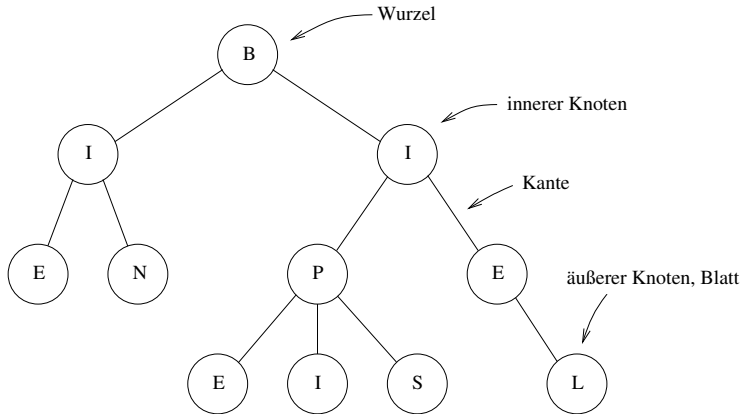 Wurzel
B
innerer Knoten
I
I
Kante
E
N
P
E
äußerer Knoten, Blatt
E
I
S
L